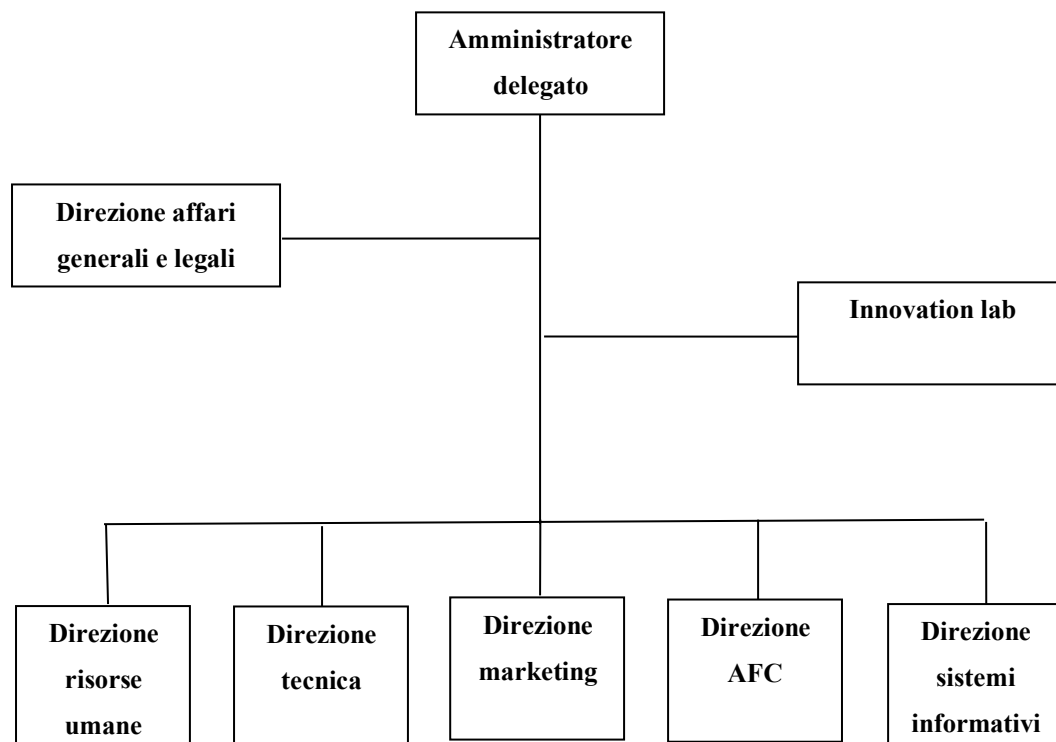 Amministratore
delegato
Direzione affari
generali e legali
Innovation lab
Direzione
risorse
umane
Direzione
tecnica
Direzione
marketing
Direzione
AFC
Direzione
sistemi
informativi